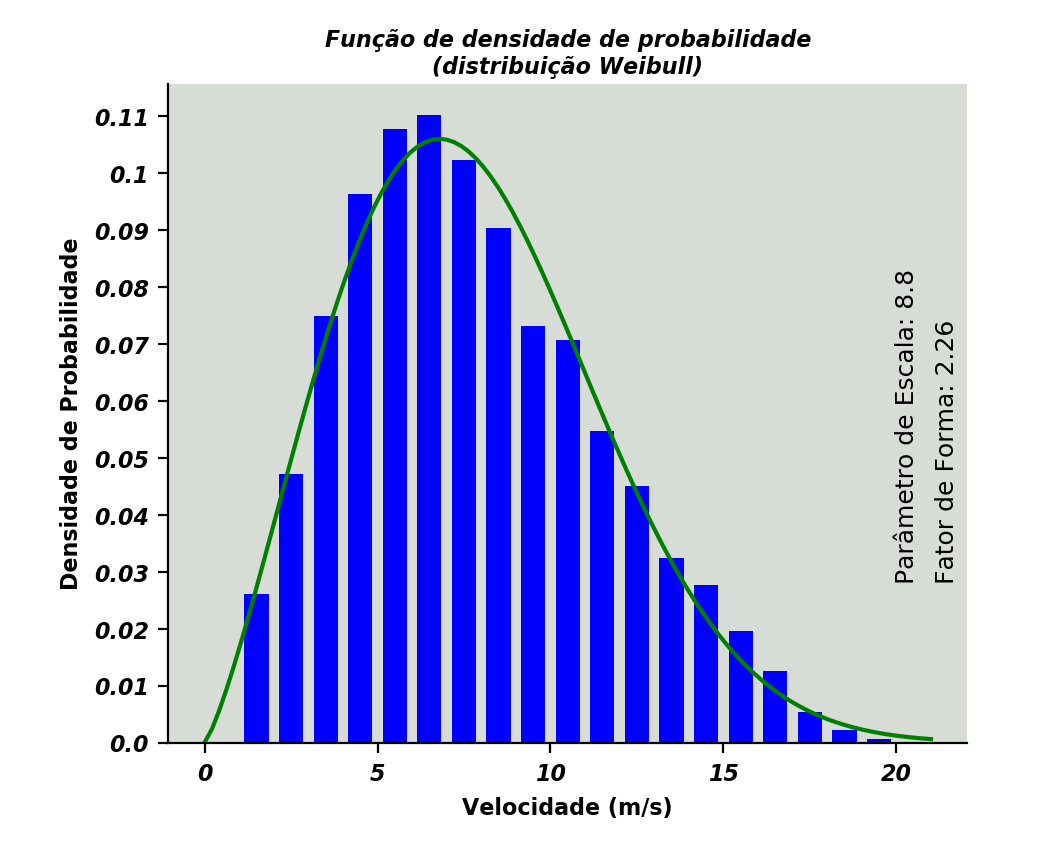 Função de densidade de probabilidade
(distribuição Weibull)
Densidade de Probabilidade
0.11
0.1
0.09
0.08
0.07
0.06
0.05
0.04
0.03
0.02
0.01
0.0
Parâmetro de Escala: 8.8
Fator de Forma: 2.26
0
5
10
15
20
Velocidade (m/s)